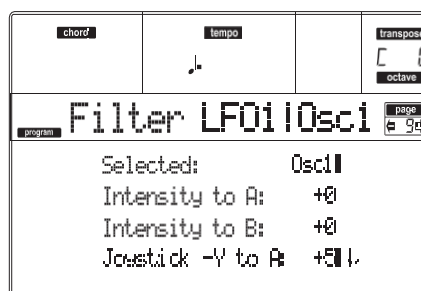 chord tempo transpose
octave
program Filter LFO1|Osc1 page
Selected: Osc1
Intensity to A: +0
Intensity to B: +0
Joystick -Y to A: +5